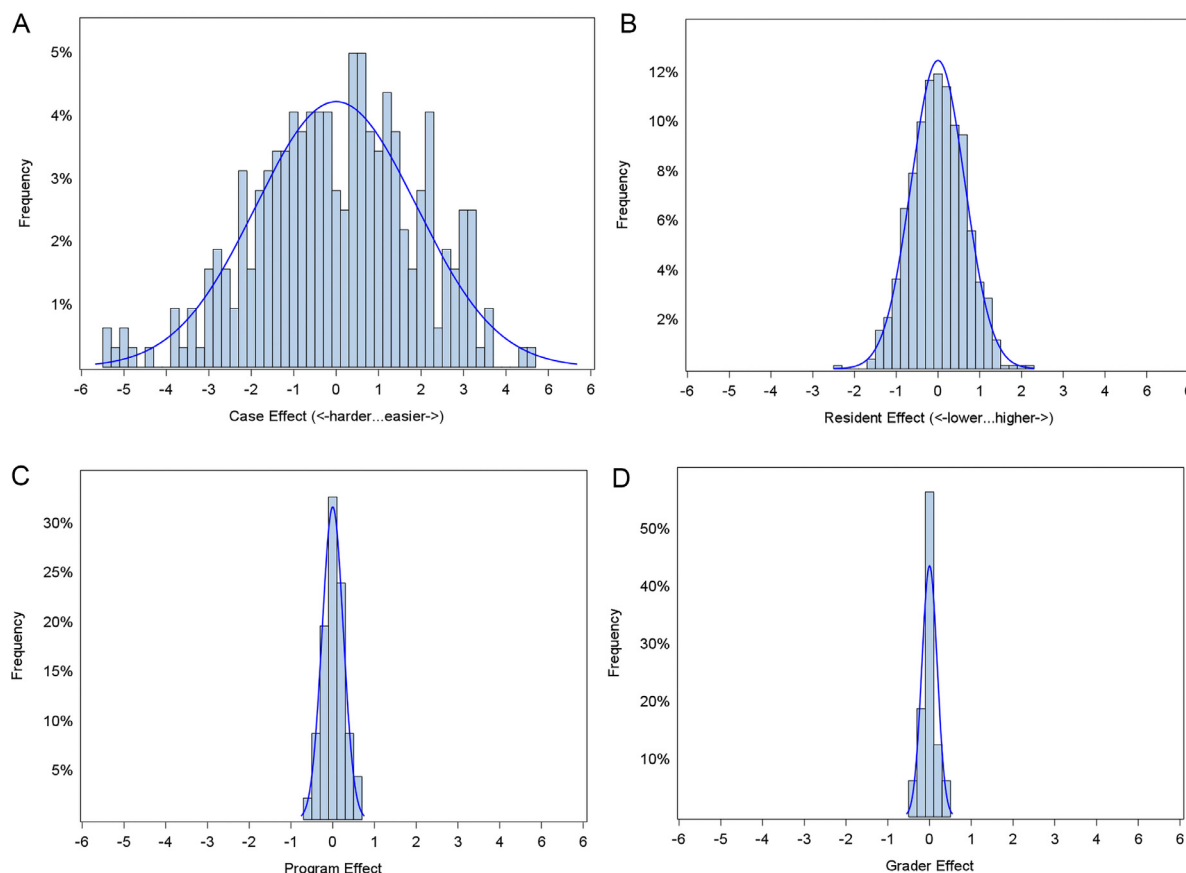 A
5%
4%
3%
2%
1%
Frequency
-6 -5 -4 -3 -2 -1 0 1 2 3 4 5 6
Case Effect (<-harder...easier->)
B
12%
10%
8%
6%
4%
2%
Frequency
-6 -5 -4 -3 -2 -1 0 1 2 3 4 5 6
Resident Effect (<-lower...higher->)
C
30%
25%
20%
15%
10%
5%
Frequency
-6 -5 -4 -3 -2 -1 0 1 2 3 4 5 6
Program Effect
D
50%
40%
30%
20%
10%
Frequency
-6 -5 -4 -3 -2 -1 0 1 2 3 4 5 6
Grader Effect